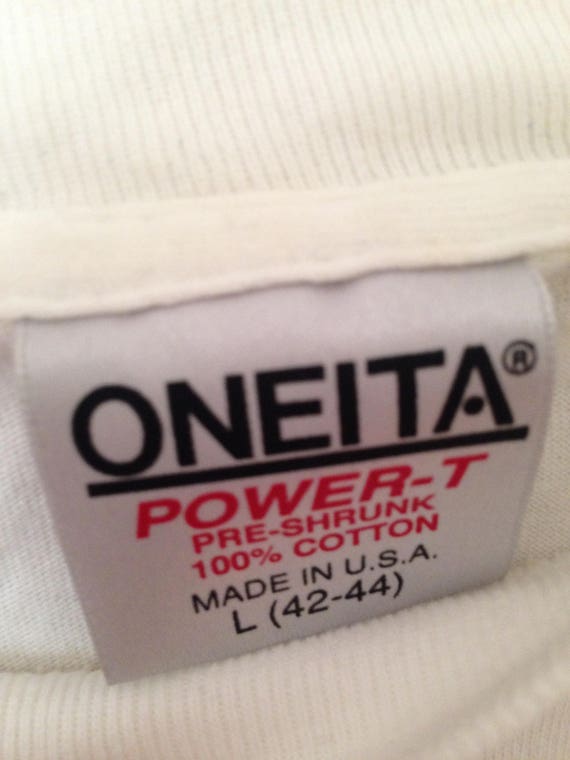 ONEITA®
POWER-T
PRE-SHRUNK
100% COTTON
MADE IN U.S.A.
L (42-44)